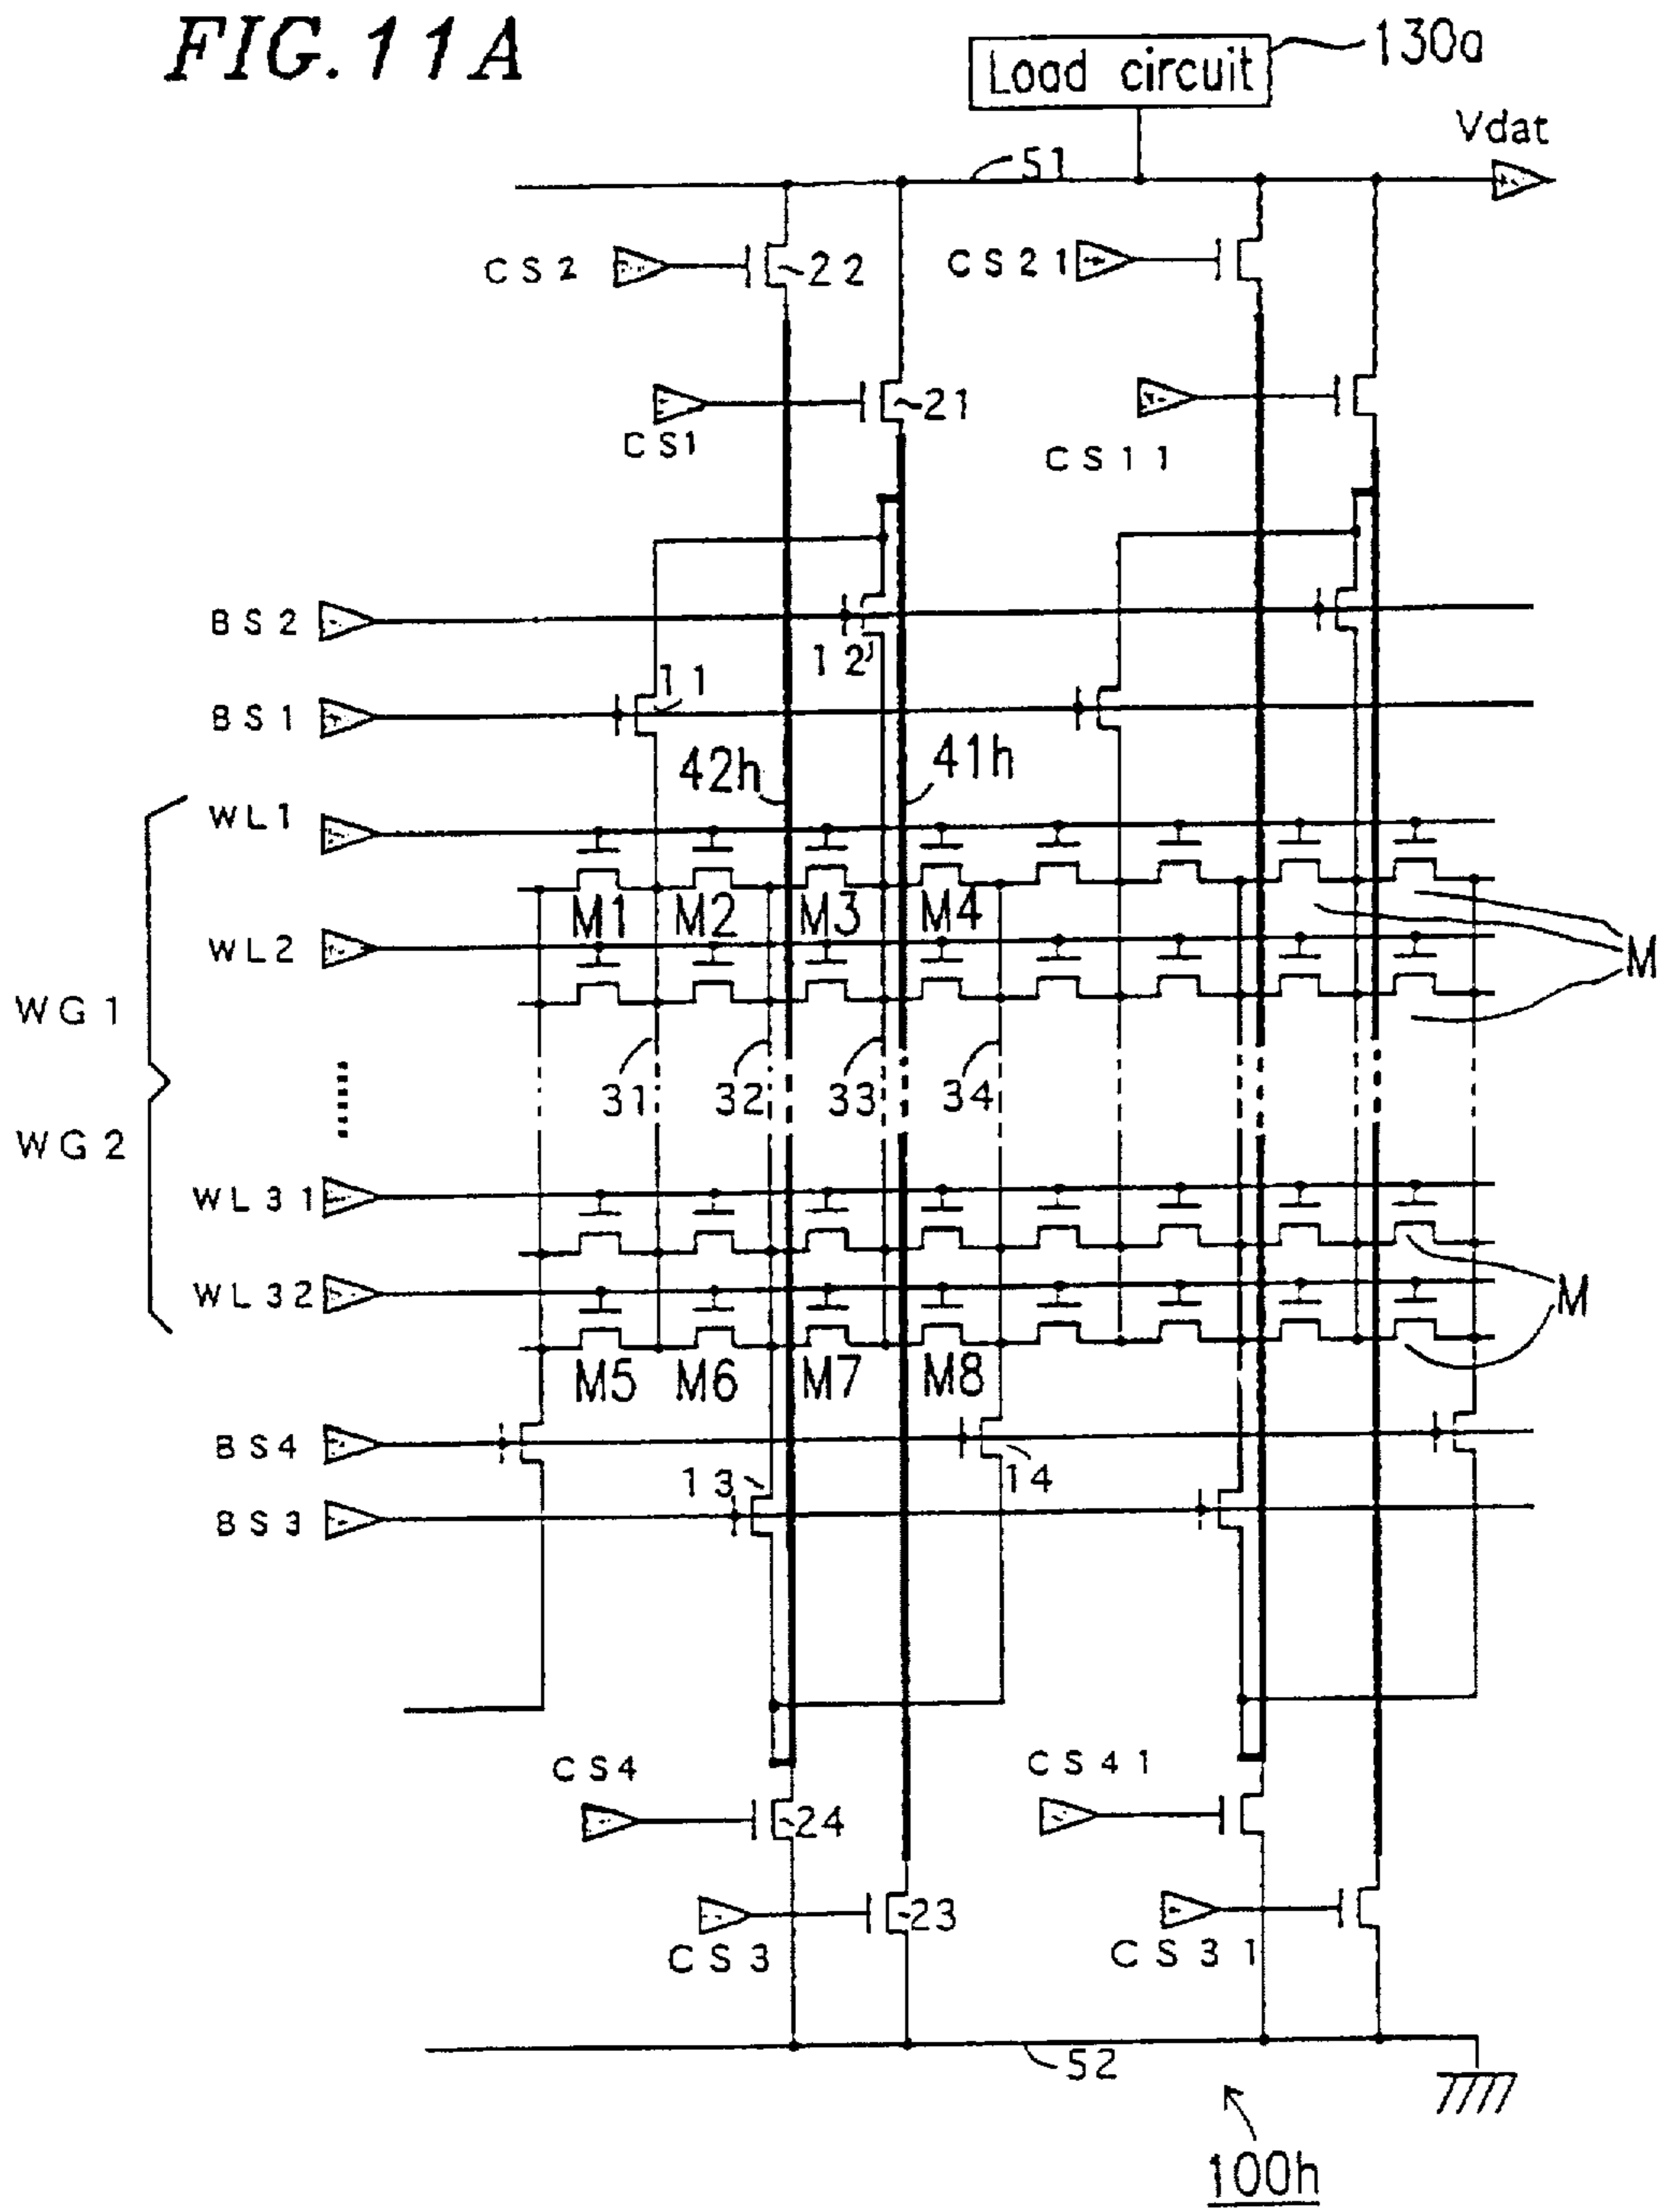 FIG. 11A
Load circuit 130a
Vdat
51
CS2 22 CS21
CS1 21 CS11
BS2 12
BS1 11
42h 41h
WL1
M1 M2 M3 M4
WL2 M
WG1
31 32 33 34
WG2
WL31
WL32 M
M5 M6 M7 M8
BS4 14
13
BS3
CS4 CS41
24
23
CS3 CS31
52
100h